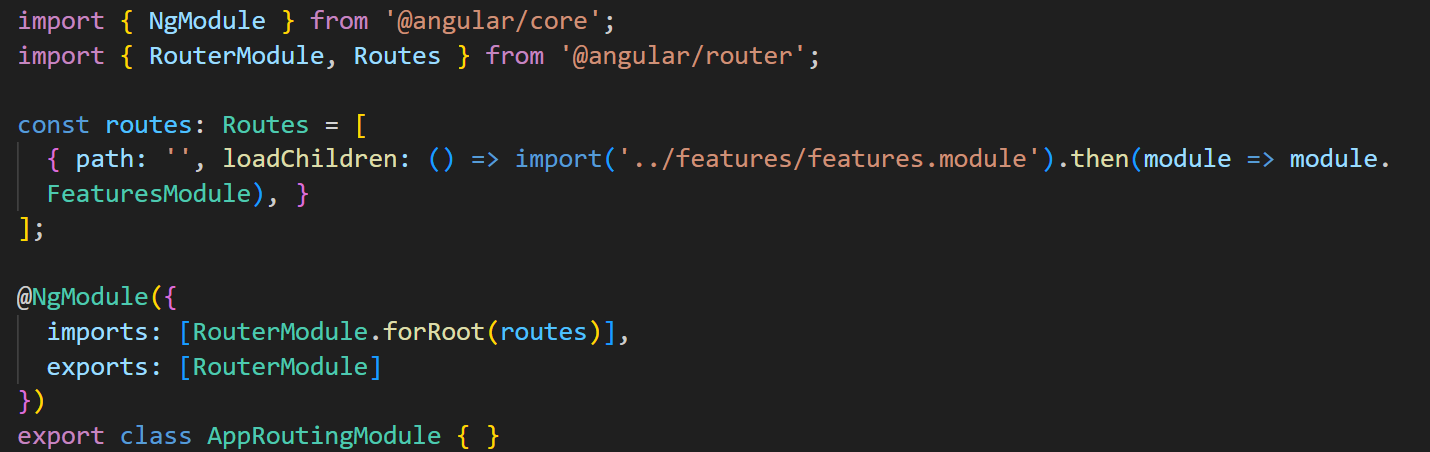 import { NgModule } from '@angular/core';
import { RouterModule, Routes } from '@angular/router';

const routes: Routes = [
  { path: '', loadChildren: () => import('../features/features.module').then(module => module.
  FeaturesModule), }
];

@NgModule({
  imports: [RouterModule.forRoot(routes)],
  exports: [RouterModule]
})
export class AppRoutingModule { }